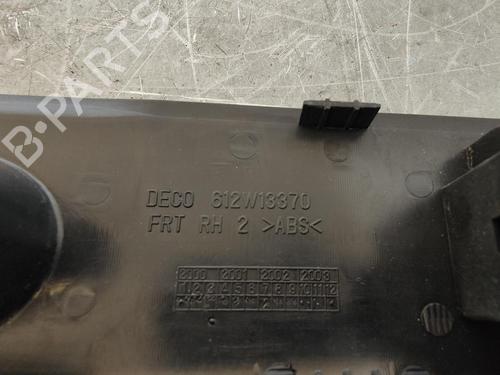 B-PARTS
DECO 612W13370
FRT RH 2 >ABS<
2000 2001 2002 2003
1 2 3 4 5 6 7 8 9 10 11 12